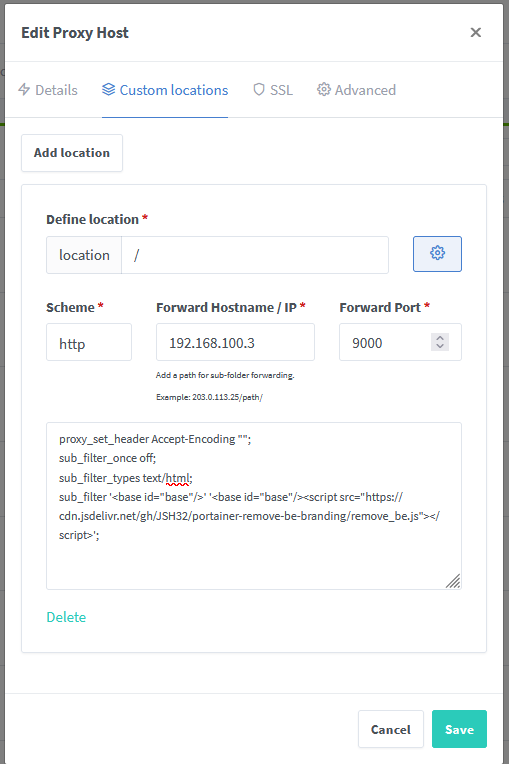 Edit Proxy Host
Details
Custom locations
SSL
Advanced
Add location
Define location *
location
/
Scheme *
Forward Hostname / IP *
Forward Port *
http
192.168.100.3
9000
Add a path for sub-folder forwarding.
Example: 203.0.113.25/path/
proxy_set_header Accept-Encoding "";
sub_filter_once off;
sub_filter_types text/html;
sub_filter '<base id="base"/>' '<base id="base"/><script src="https://
cdn.jsdelivr.net/gh/JSH32/portainer-remove-be-branding/remove_be.js"></
script>';
Delete
Cancel
Save